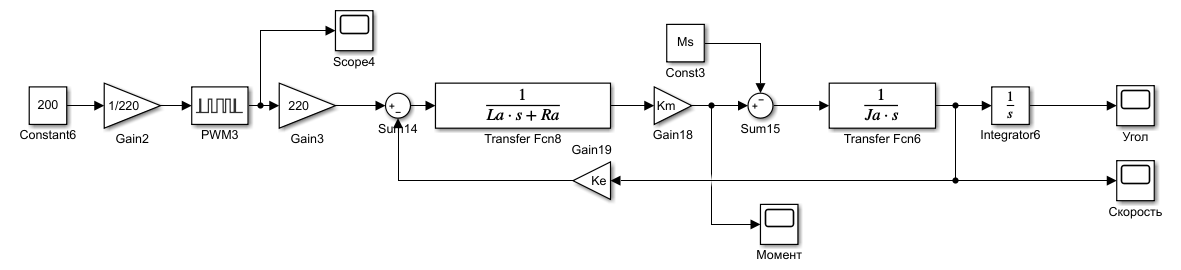 Scope4
Ms
Const3
200
Constant6
1/220
Gain2
PWM3
220
Gain3
+
−
Sum14
1
La · s + Ra
Transfer Fcn8
Km
Gain18
−
+
Sum15
1
Ja · s
Transfer Fcn6
1
s
Integrator6
Угол
Gain19
Ke
Скорость
Момент